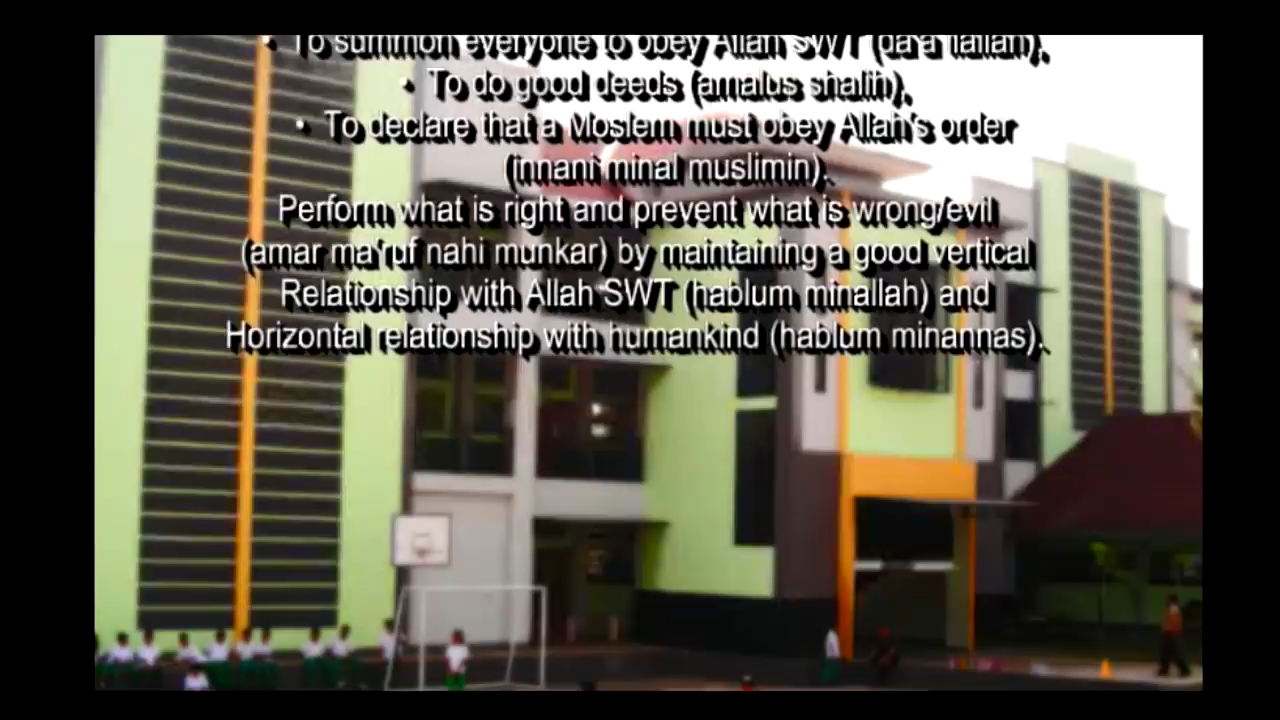 • To summon everyone to obey Allah SWT (da'a ilallah),
• To do good deeds (amalus shalih),
• To declare that a Moslem must obey Allah's order
(innani minal muslimin).
Perform what is right and prevent what is wrong/evil
(amar ma'ruf nahi munkar) by maintaining a good vertical
Relationship with Allah SWT (hablum minallah) and
Horizontal relationship with humankind (hablum minannas).